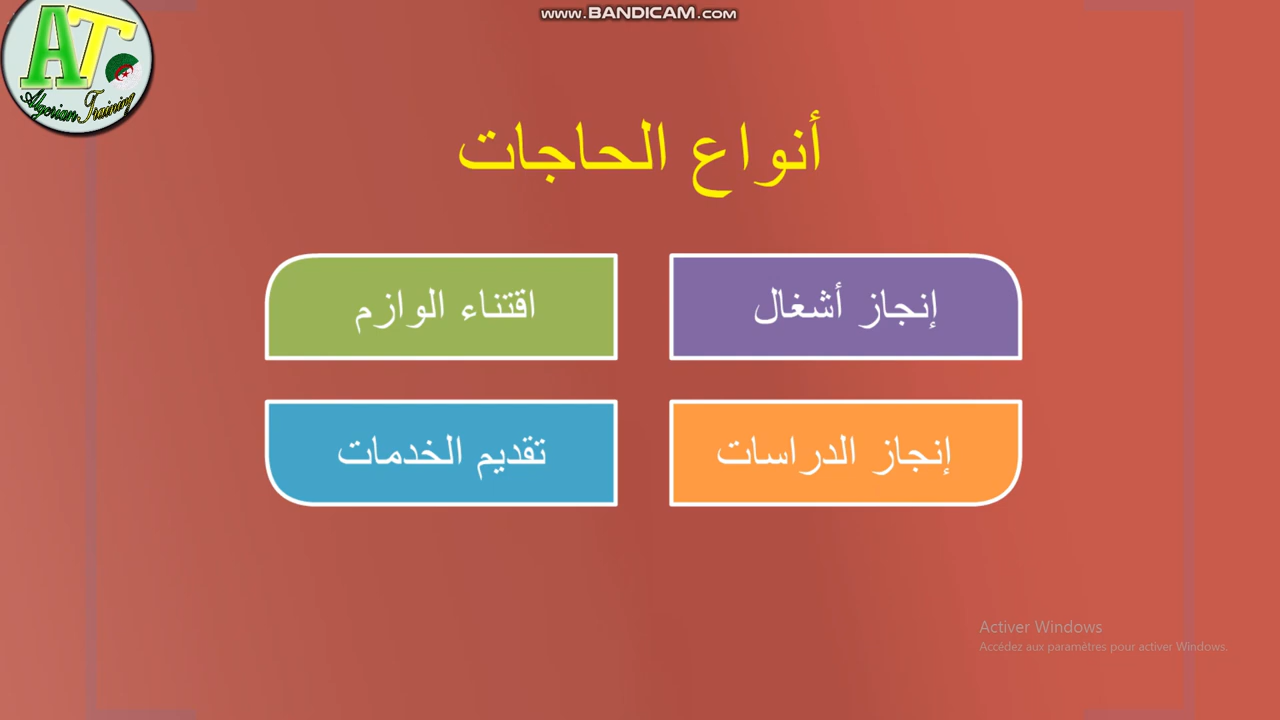 www.BANDICAM.com
AT
Algerian Training
أنواع الحاجات
إنجاز أشغال
اقتناء الوازم
إنجاز الدراسات
تقديم الخدمات
Activer Windows
Accédez aux paramètres pour activer Windows.